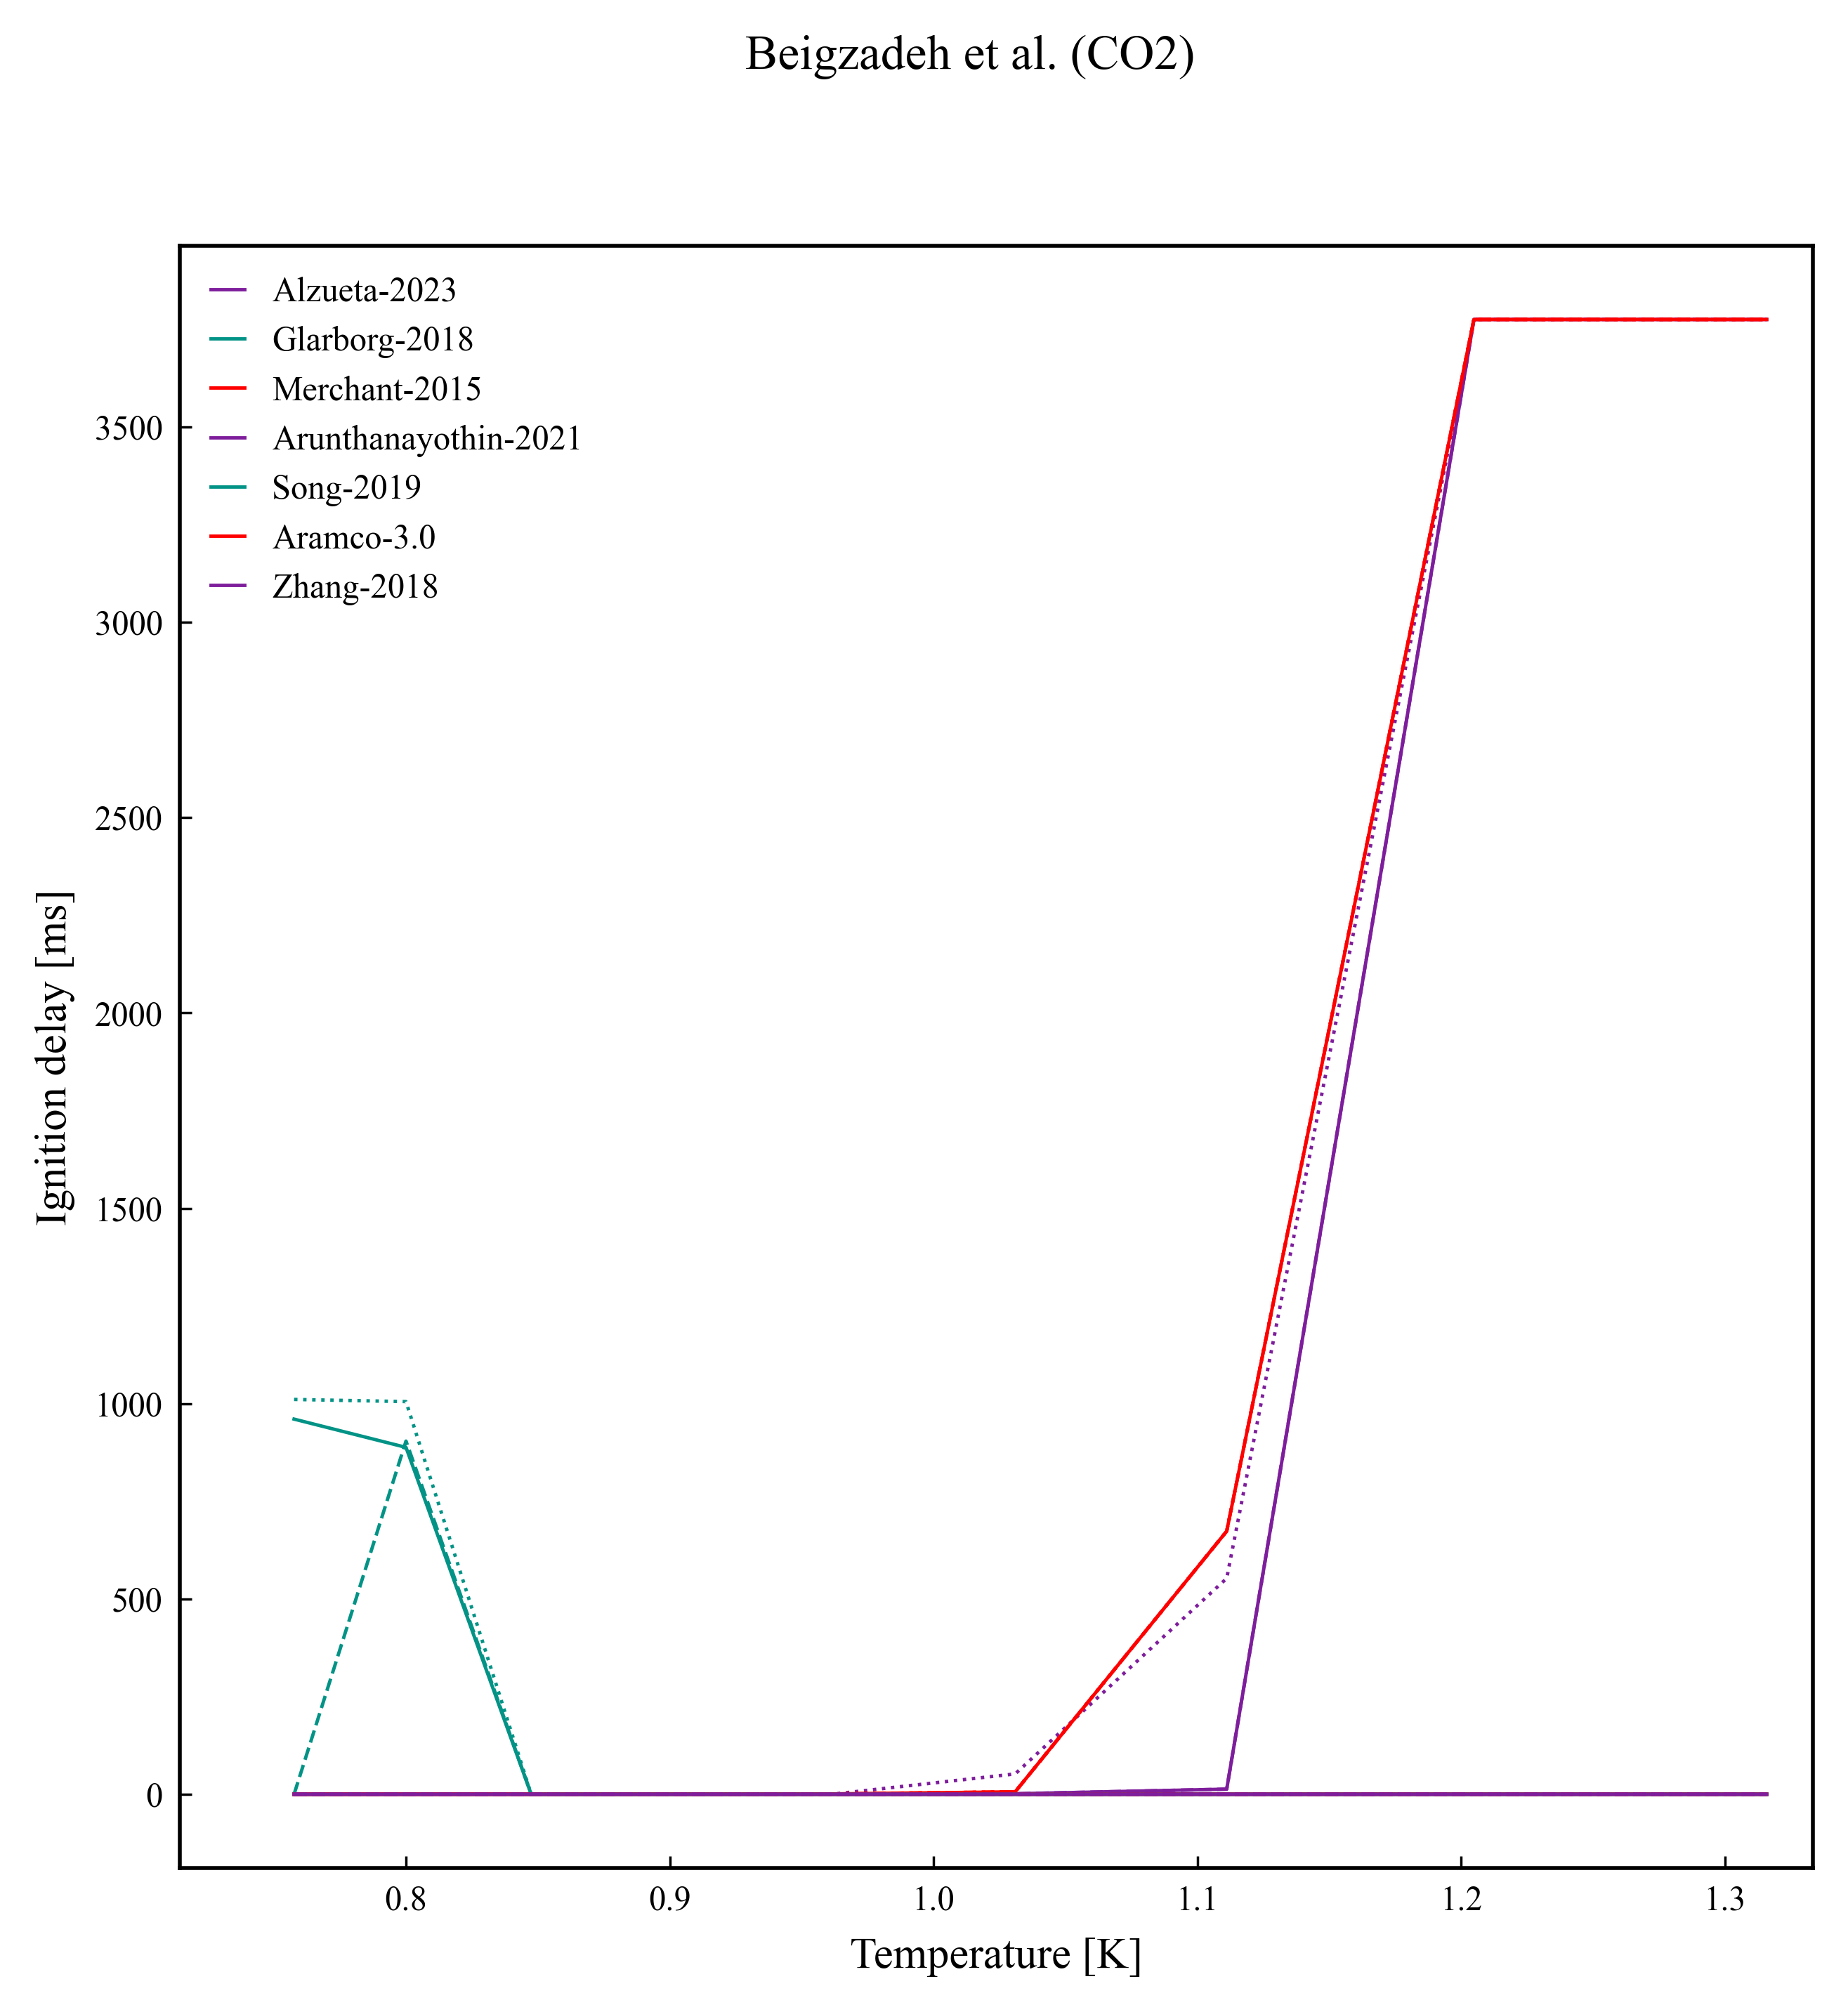 Beigzadeh et al. (CO2)
Alzueta-2023
Glarborg-2018
Merchant-2015
Arunthanayothin-2021
Song-2019
Aramco-3.0
Zhang-2018
3500
3000
2500
2000
1500
1000
500
0
Ignition delay [ms]
0.8 0.9 1.0 1.1 1.2 1.3
Temperature [K]